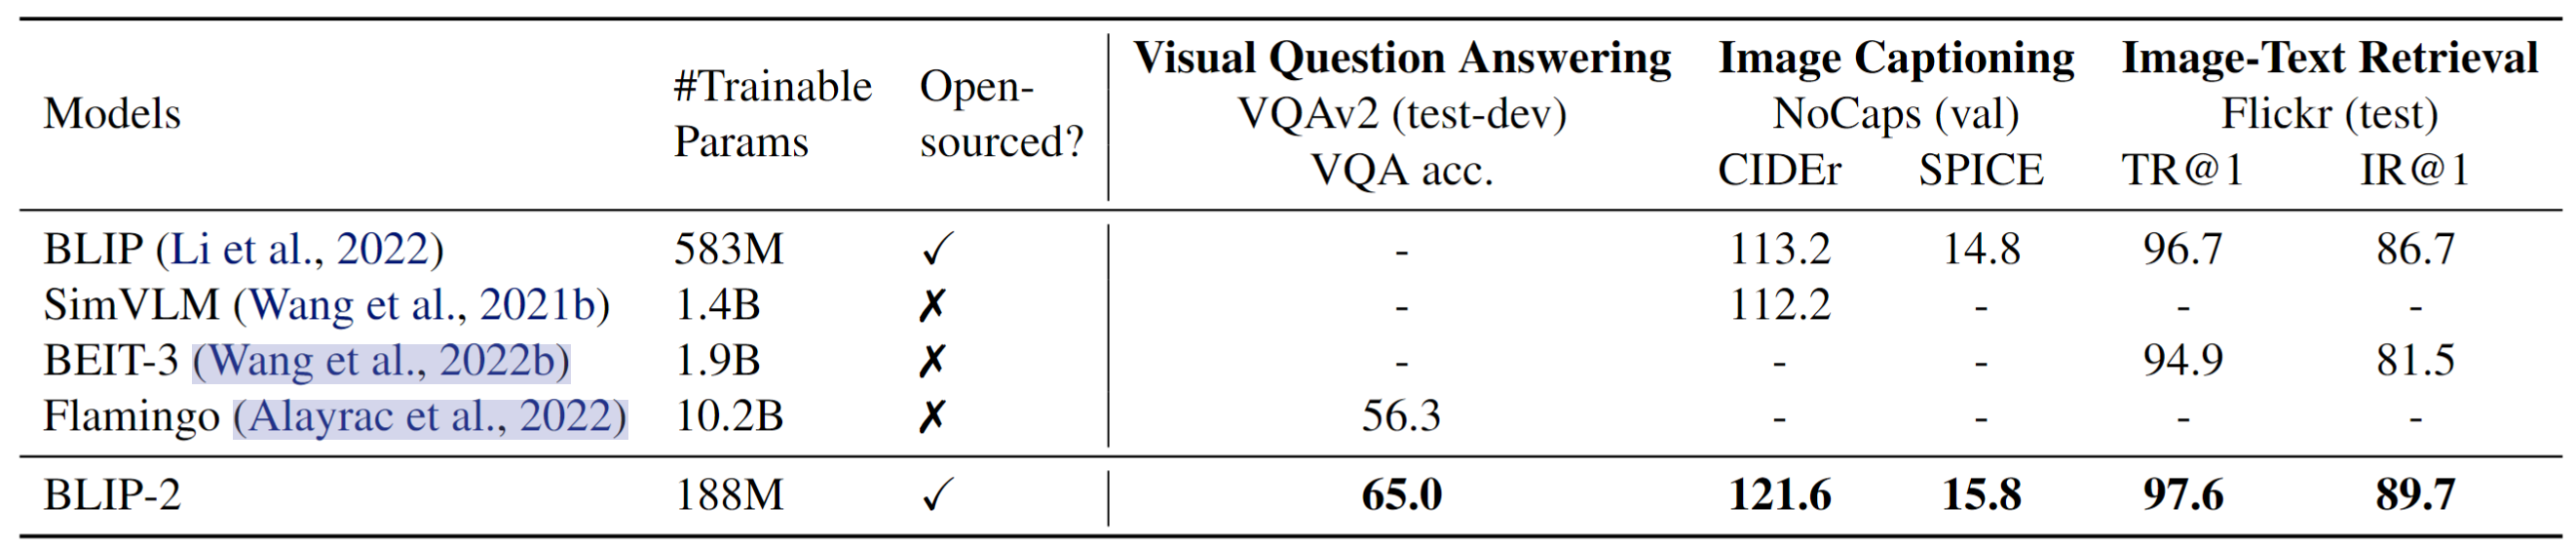 Models #Trainable Params Open-sourced? Visual Question Answering Image Captioning Image-Text Retrieval
VQAv2 (test-dev) NoCaps (val) Flickr (test)
VQA acc. CIDEr SPICE TR@1 IR@1
BLIP (Li et al., 2022) 583M ✓ - 113.2 14.8 96.7 86.7
SimVLM (Wang et al., 2021b) 1.4B ✗ - 112.2 - - -
BEIT-3 (Wang et al., 2022b) 1.9B ✗ - - - 94.9 81.5
Flamingo (Alayrac et al., 2022) 10.2B ✗ 56.3 - - - -
BLIP-2 188M ✓ 65.0 121.6 15.8 97.6 89.7